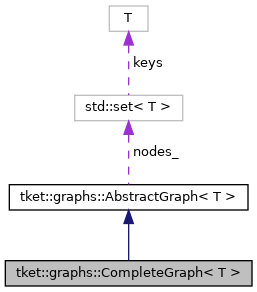 T
keys
std::set< T >
nodes_
tket::graphs::AbstractGraph< T >
tket::graphs::CompleteGraph< T >